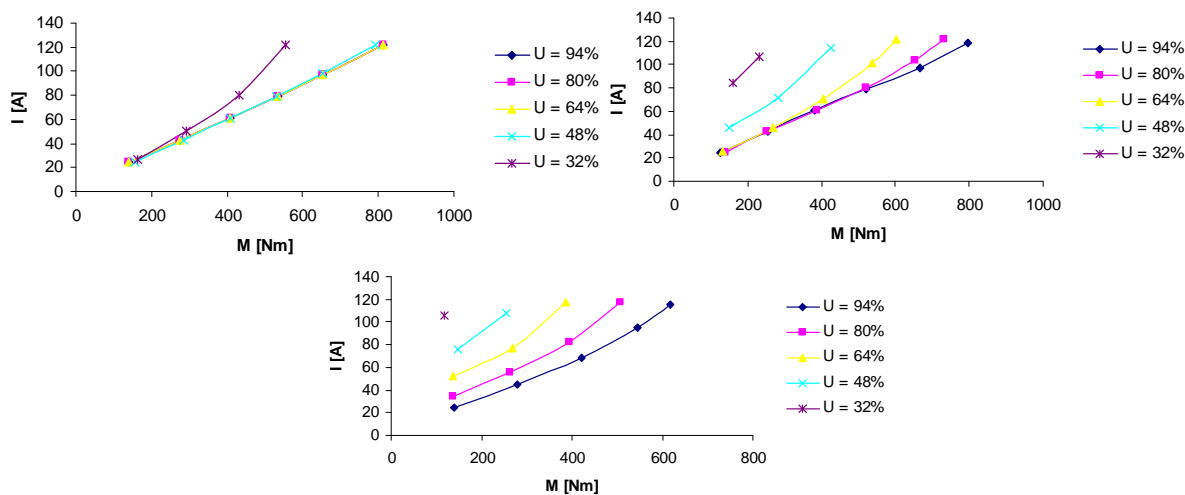 140
120
100
80
60
40
20
0
I [A]
0 200 400 600 800 1000
M [Nm]
U = 94%
U = 80%
U = 64%
U = 48%
U = 32%
140
120
100
80
60
40
20
0
I [A]
0 200 400 600 800 1000
M [Nm]
U = 94%
U = 80%
U = 64%
U = 48%
U = 32%
140
120
100
80
60
40
20
0
I [A]
0 200 400 600 800
M [Nm]
U = 94%
U = 80%
U = 64%
U = 48%
U = 32%